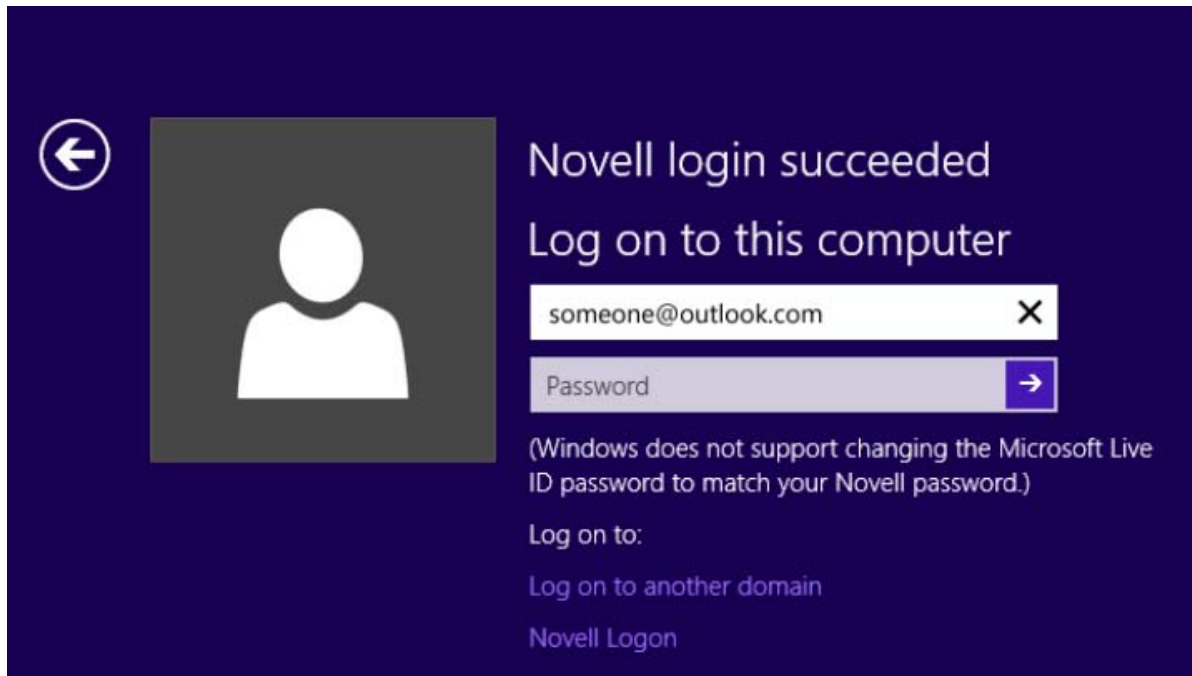 Novell login succeeded
Log on to this computer
someone@outlook.com
Password
(Windows does not support changing the Microsoft Live
ID password to match your Novell password.)
Log on to:
Log on to another domain
Novell Logon